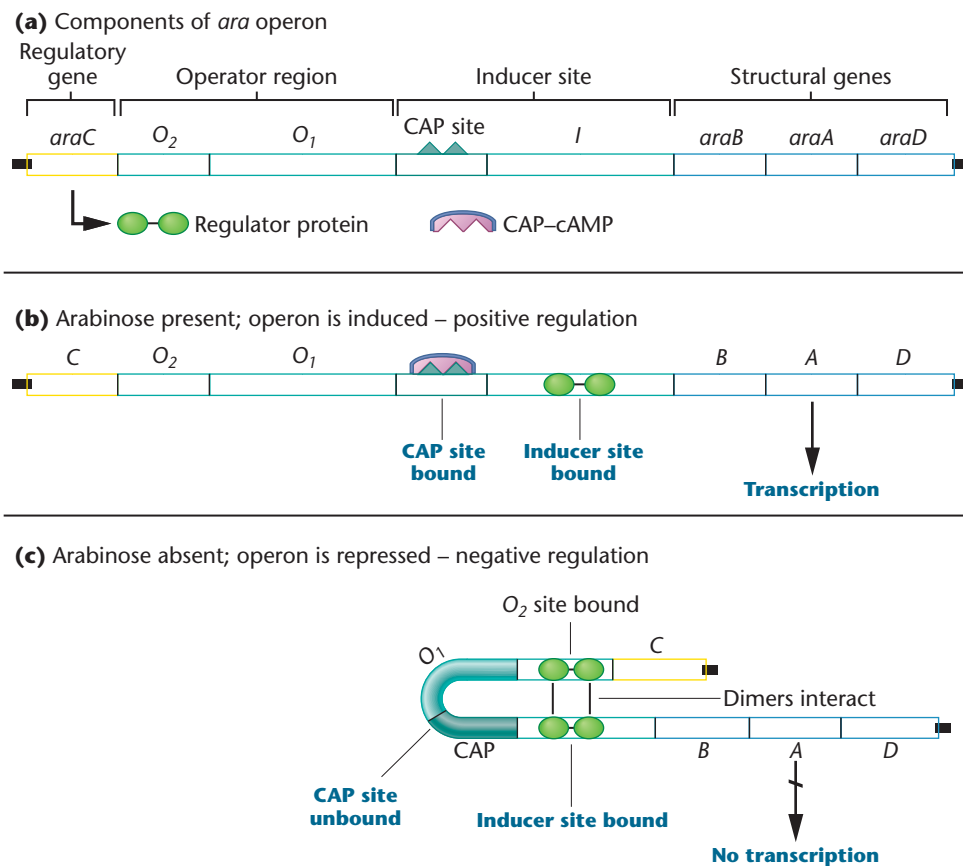 (a) Components of ara operon
Regulatory
gene
Operator region
Inducer site
Structural genes
araC
O2
O1
CAP site
I
araB
araA
araD
Regulator protein
CAP–cAMP
(b) Arabinose present; operon is induced – positive regulation
C
O2
O1
B
A
D
CAP site
bound
Inducer site
bound
Transcription
(c) Arabinose absent; operon is repressed – negative regulation
O2 site bound
O1
C
Dimers interact
CAP
B
A
D
CAP site
unbound
Inducer site bound
No transcription